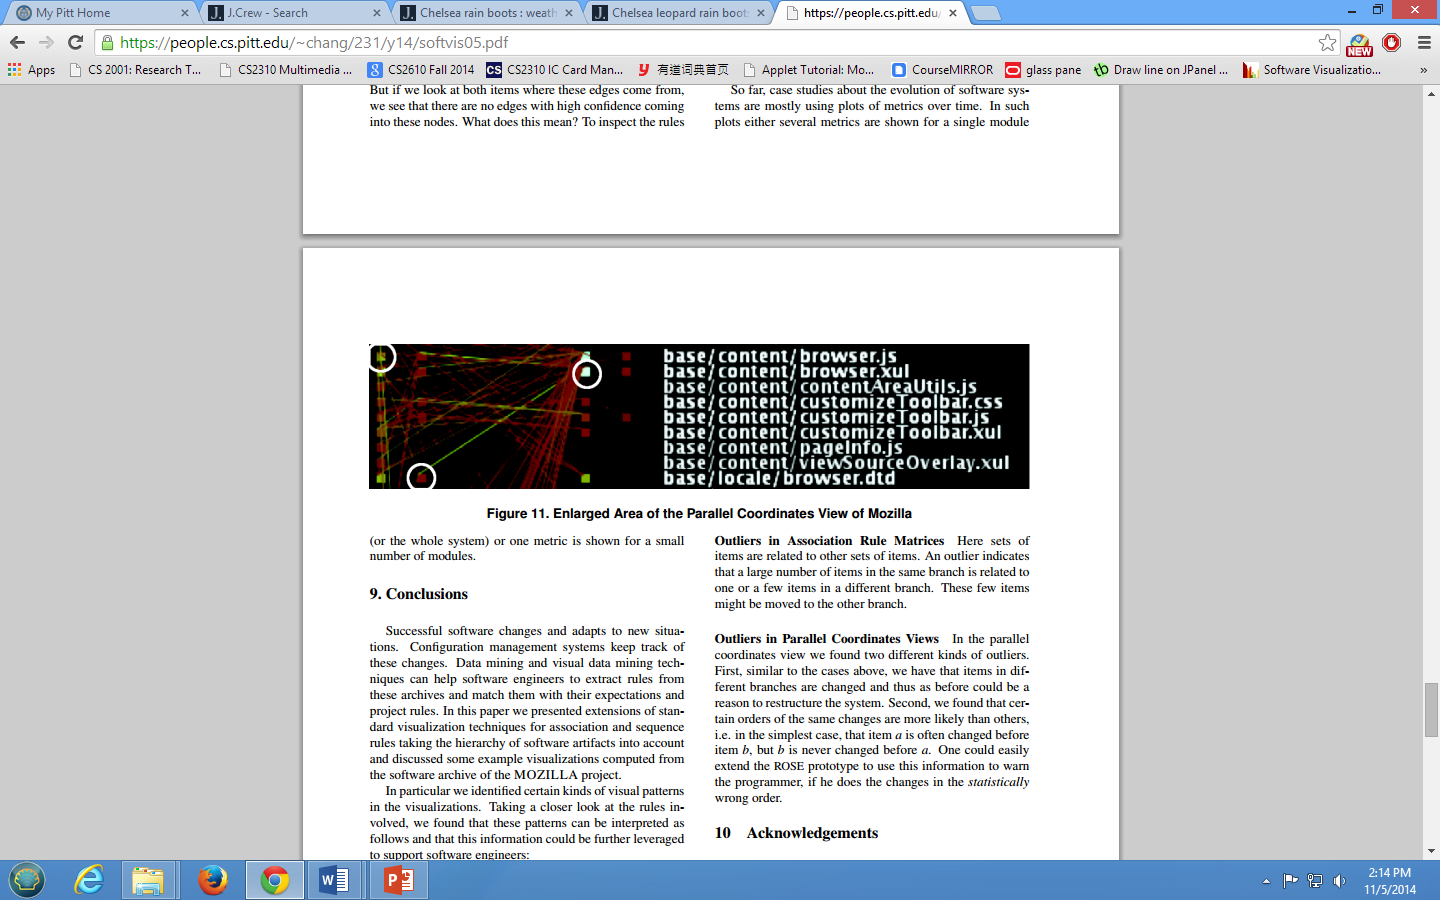 My Pitt Home
J.Crew - Search
Chelsea rain boots : weath
Chelsea leopard rain boot
https://people.cs.pitt.edu/
https://people.cs.pitt.edu/~chang/231/y14/softvis05.pdf
NEW
Apps
CS 2001: Research T...
CS2310 Multimedia ...
CS2610 Fall 2014
CS2310 IC Card Man...
有道词典首页
Applet Tutorial: Mo...
CourseMIRROR
glass pane
Draw line on JPanel ...
Software Visualizatio...
»
But if we look at both items where these edges come from,
we see that there are no edges with high confidence coming
into these nodes. What does this mean? To inspect the rules
So far, case studies about the evolution of software sys-
tems are mostly using plots of metrics over time. In such
plots either several metrics are shown for a single module
base/content/browser.js
base/content/browser.xul
base/content/contentAreaUtils.js
base/content/customizeToolbar.css
base/content/customizeToolbar.js
base/content/customizeToolbar.xul
base/content/pageInfo.js
base/content/viewSourceOverlay.xul
base/locale/browser.dtd
Figure 11. Enlarged Area of the Parallel Coordinates View of Mozilla
(or the whole system) or one metric is shown for a small
number of modules.
9. Conclusions
Successful software changes and adapts to new situa-
tions. Configuration management systems keep track of
these changes. Data mining and visual data mining tech-
niques can help software engineers to extract rules from
these archives and match them with their expectations and
project rules. In this paper we presented extensions of stan-
dard visualization techniques for association and sequence
rules taking the hierarchy of software artifacts into account
and discussed some example visualizations computed from
the software archive of the MOZILLA project.
In particular we identified certain kinds of visual patterns
in the visualizations. Taking a closer look at the rules in-
volved, we found that these patterns can be interpreted as
follows and that this information could be further leveraged
to support software engineers:
Outliers in Association Rule Matrices Here sets of
items are related to other sets of items. An outlier indicates
that a large number of items in the same branch is related to
one or a few items in a different branch. These few items
might be moved to the other branch.
Outliers in Parallel Coordinates Views In the parallel
coordinates view we found two different kinds of outliers.
First, similar to the cases above, we have that items in dif-
ferent branches are changed and thus as before could be a
reason to restructure the system. Second, we found that cer-
tain orders of the same changes are more likely than others,
i.e. in the simplest case, that item a is often changed before
item b, but b is never changed before a. One could easily
extend the ROSE prototype to use this information to warn
the programmer, if he does the changes in the statistically
wrong order.
10 Acknowledgements
2:14 PM
11/5/2014